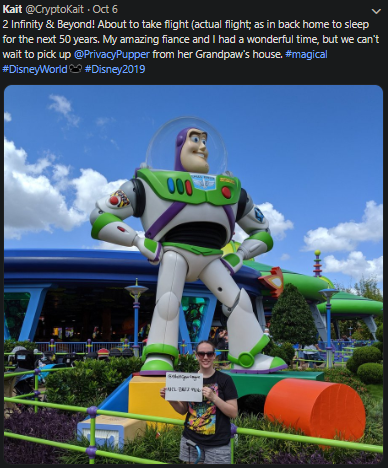 Kait @CryptoKait · Oct 6
2 Infinity & Beyond! About to take flight (actual flight; as in back home to sleep
for the next 50 years. My amazing fiance and I had a wonderful time, but we can't
wait to pick up @PrivacyPupper from her Grandpaw's house. #magical
#DisneyWorld #Disney2019